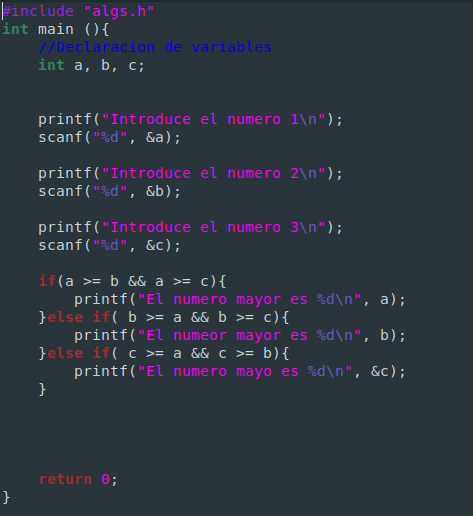 #include "algs.h"
int main (){
//Declaracion de variables
int a, b, c;
printf("Introduce el numero 1\n");
scanf("%d", &a);
printf("Introduce el numero 2\n");
scanf("%d", &b);
printf("Introduce el numero 3\n");
scanf("%d", &c);
if(a >= b && a >= c){
printf("El numero mayor es %d\n", a);
}else if( b >= a && b >= c){
printf("El numeor mayor es %d\n", b);
}else if( c >= a && c >= b){
printf("El numero mayo es %d\n", &c);
}
return 0;
}